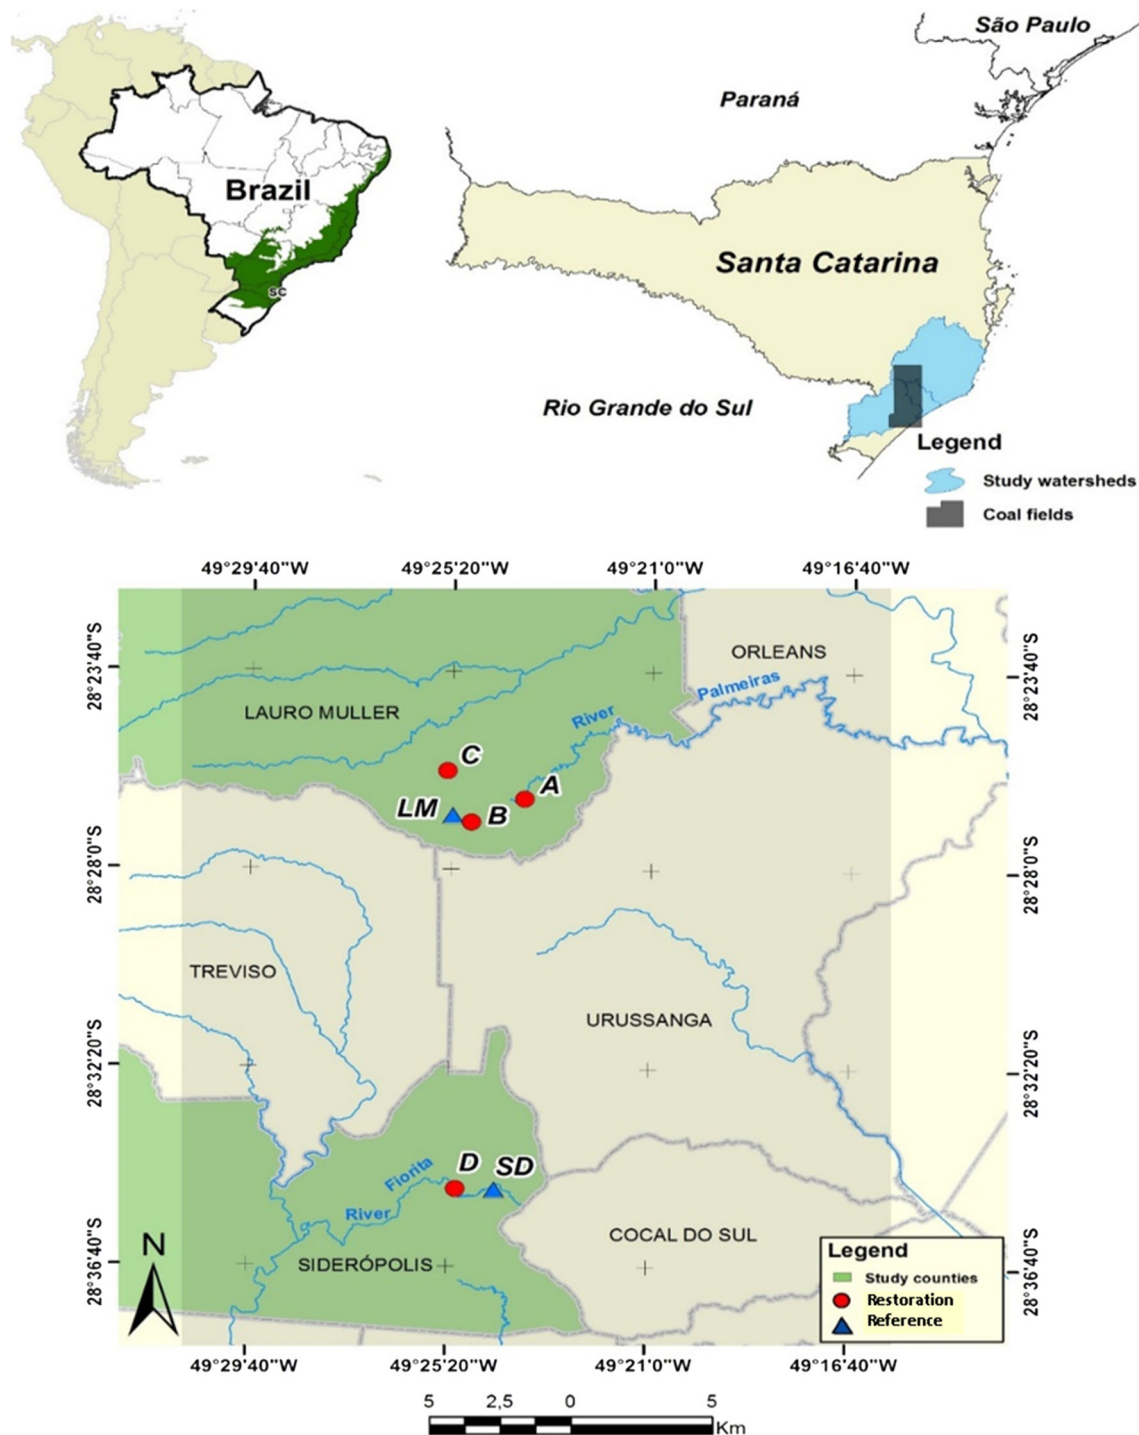 São Paulo
Paraná
Brazil
Santa Catarina
SC
Rio Grande do Sul
Legend
Study watersheds
Coal fields
49°29'40"W 49°25'20"W 49°21'0"W 49°16'40"W
28°23'40"S
28°28'0"S
28°32'20"S
28°36'40"S
28°23'40"S
28°28'0"S
28°32'20"S
28°36'40"S
ORLEANS
Palmeiras
River
LAURO MULLER
C
A
LM
B
TREVISO
URUSSANGA
D
SD
Fiorita
River
COCAL DO SUL
SIDERÓPOLIS
N
Legend
Study counties
Restoration
Reference
49°29'40"W 49°25'20"W 49°21'0"W 49°16'40"W
5 2,5 0 5
Km